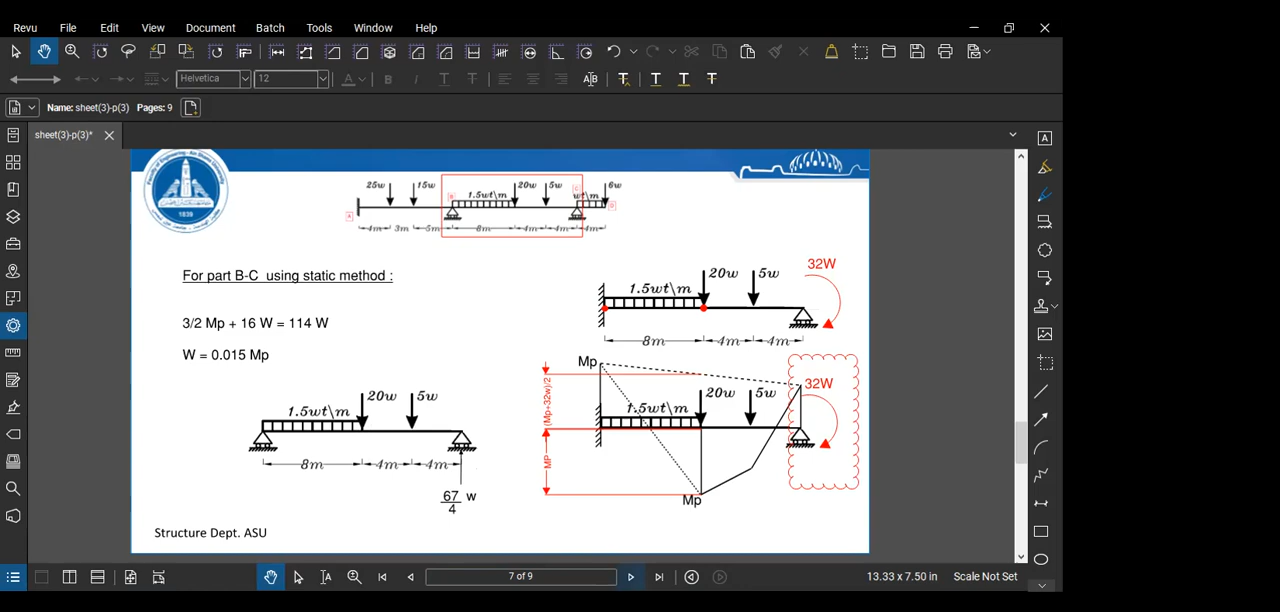 Revu File Edit View Document Batch Tools Window Help
Helvetica 12
Name: sheet(3)-p(3) Pages: 9
sheet(3)-p(3)*
1839
25w 15w 1.5wt\m 20w 5w wt\m 6w
B C
A D
4m 3m 5m 8m 4m 4m 4m
For part B-C using static method :
3/2 Mp + 16 W = 114 W
W = 0.015 Mp
32W
20w 5w
1.5wt\m
8m 4m 4m
20w 5w
1.5wt\m
8m 4m 4m
67
4
w
Mp
32W
20w 5w
1.5wt\m
(Mp+32w)/2
MP
Mp
Structure Dept. ASU
7 of 9
13.33 x 7.50 in Scale Not Set